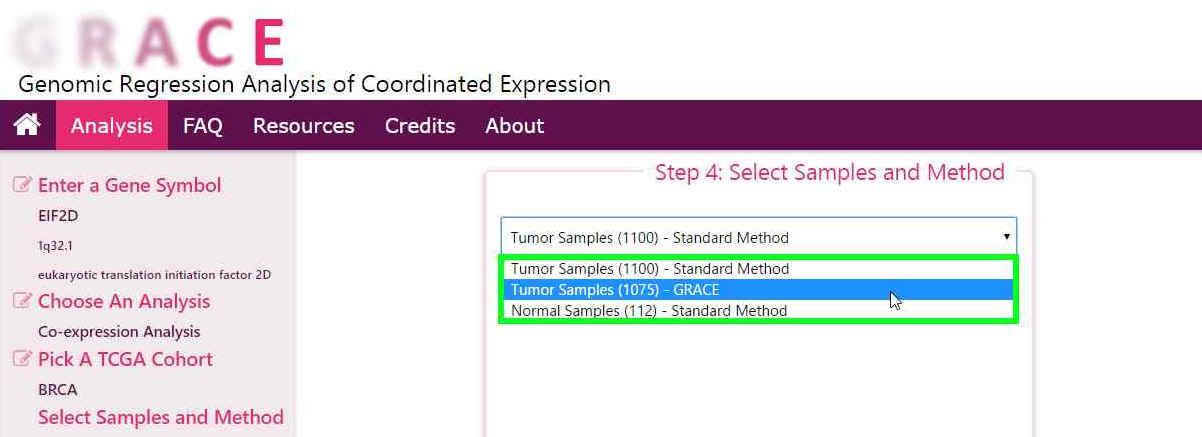 GRACE
Genomic Regression Analysis of Coordinated Expression
Analysis FAQ Resources Credits About
Enter a Gene Symbol
EIF2D
1q32.1
eukaryotic translation initiation factor 2D
Choose An Analysis
Co-expression Analysis
Pick A TCGA Cohort
BRCA
Select Samples and Method
Step 4: Select Samples and Method
Tumor Samples (1100) - Standard Method
Tumor Samples (1100) - Standard Method
Tumor Samples (1075) - GRACE
Normal Samples (112) - Standard Method